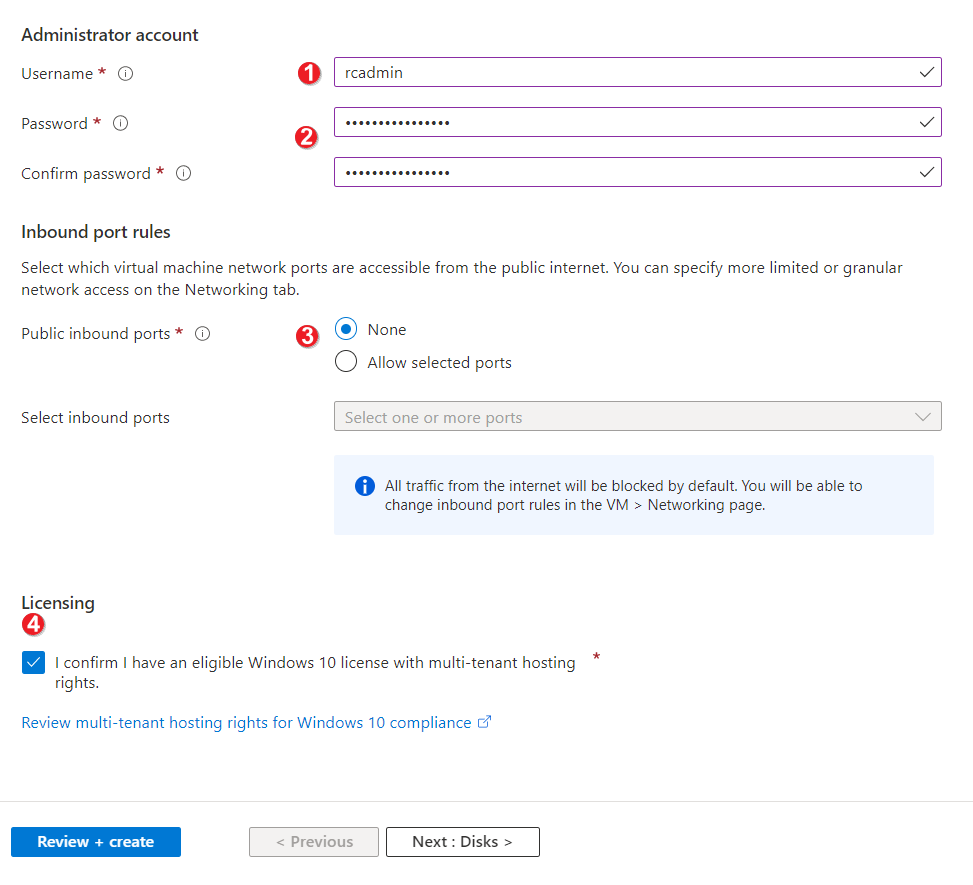 Administrator account
Username *
1
rcadmin
Password *
••••••••••••••••
2
Confirm password *
••••••••••••••••
Inbound port rules
Select which virtual machine network ports are accessible from the public internet. You can specify more limited or granular
network access on the Networking tab.
Public inbound ports *
3
None
Allow selected ports
Select inbound ports
Select one or more ports
All traffic from the internet will be blocked by default. You will be able to
change inbound port rules in the VM > Networking page.
Licensing
4
I confirm I have an eligible Windows 10 license with multi-tenant hosting *
rights.
Review multi-tenant hosting rights for Windows 10 compliance
Review + create
< Previous
Next : Disks >